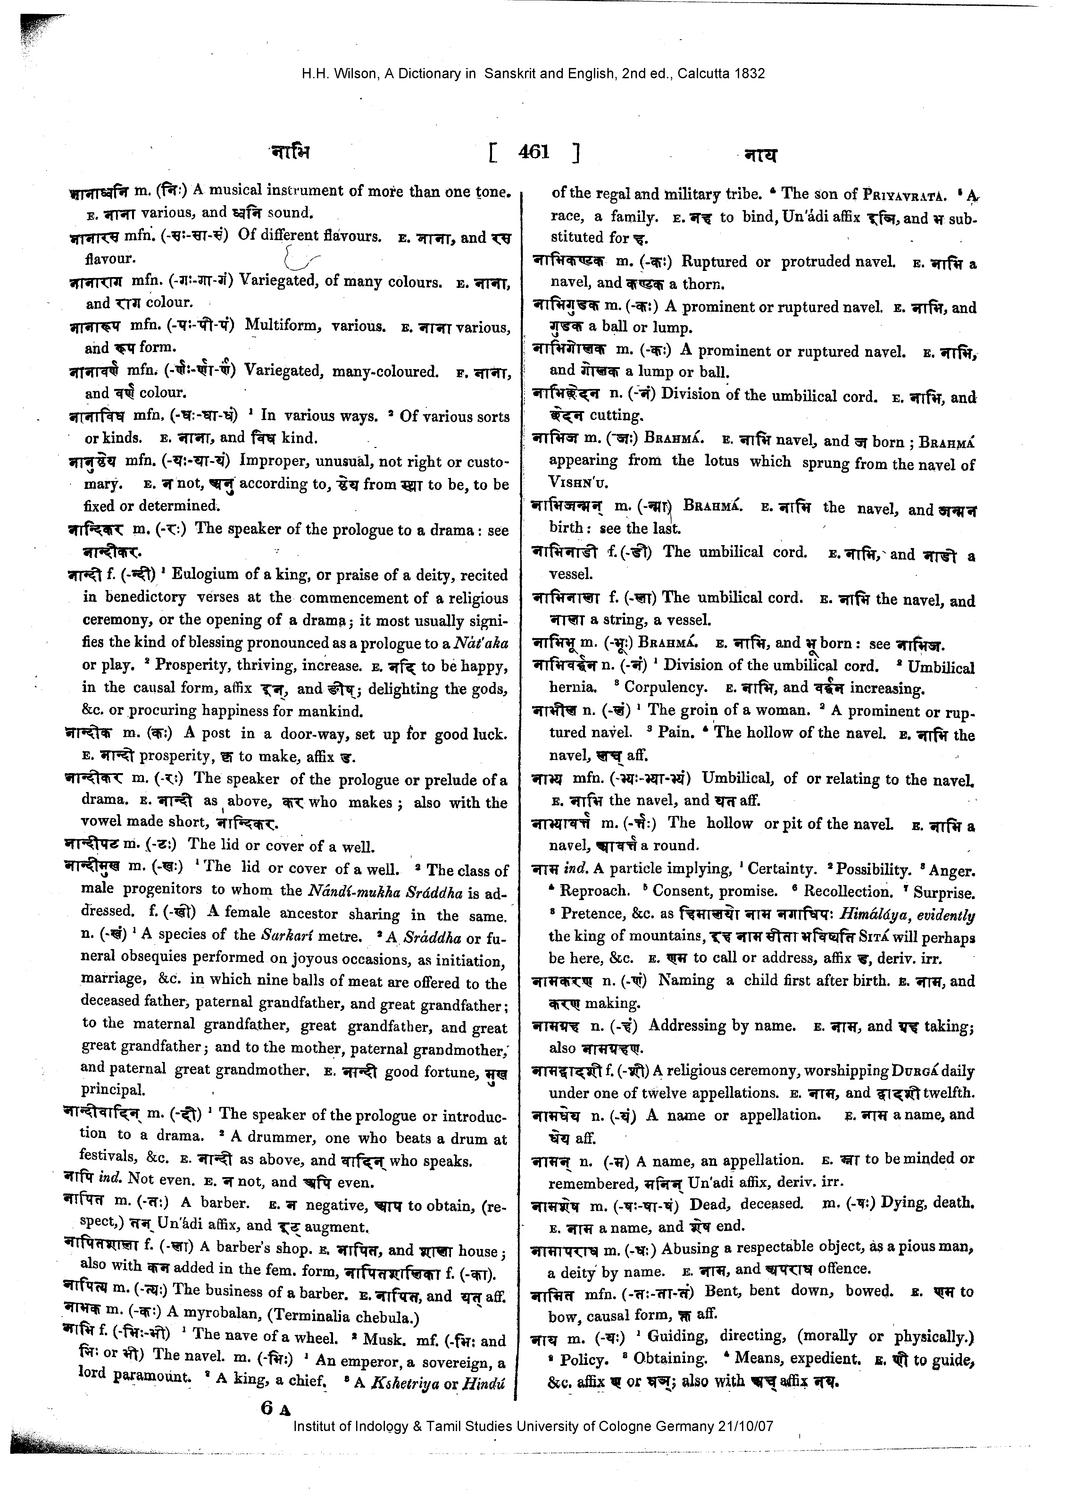 H.H. Wilson, A Dictionary in Sanskrit and English, 2nd ed., Calcutta 1832
नाभि [ 461 ] नाय
नानाध्वनि m. (निः) A musical instrument of more than one tone.
E. नाना various, and ध्वनि sound.
नानारस mfn. (-सः-सा-सं) Of different flavours. E. नाना, and रस
flavour.
नानाराग mfn. (-गः-गा-गं) Variegated, of many colours. E. नाना,
and राग colour.
नानारूप mfn. (-पः-पी-पं) Multiform, various. E. नाना various,
and रूप form.
नानावर्ण mfn. (-र्णः-र्णा-र्णं) Variegated, many-coloured. E. नाना,
and वर्ण colour.
नानाविध mfn. (-धः-धा-धं) ¹ In various ways. ² Of various sorts
or kinds. E. नाना, and विध kind.
नानुष्ठेय mfn. (-यः-या-यं) Improper, unusual, not right or custo-
mary. E. न not, अनु according to, ष्ठेय from स्था to be, to be
fixed or determined.
नान्दिकर m. (-रः) The speaker of the prologue to a drama: see
नान्दीकर.
नान्दी f. (-न्दी) ¹ Eulogium of a king, or praise of a deity, recited
in benedictory verses at the commencement of a religious
ceremony, or the opening of a drama; it most usually signi-
fies the kind of blessing pronounced as a prologue to a Nát'aka
or play. ² Prosperity, thriving, increase. E. नदि to be happy,
in the causal form, affix इन्, and ङीष्; delighting the gods,
&c. or procuring happiness for mankind.
नान्दीक m. (कः) A post in a door-way, set up for good luck.
E. नान्दी prosperity, कृ to make, affix ड.
नान्दीकर m. (-रः) The speaker of the prologue or prelude of a
drama. E. नान्दी as above, कर who makes; also with the
vowel made short, नान्दिकर.
नान्दीपट m. (-टः) The lid or cover of a well.
नान्दीमुख m. (-खः) ¹ The lid or cover of a well. ² The class of
male progenitors to whom the Nándí-mukha Sráddha is ad-
dressed. f. (-खी) A female ancestor sharing in the same.
n. (-खं) ¹ A species of the Sarkarí metre. ² A Sráddha or fu-
neral obsequies performed on joyous occasions, as initiation,
marriage, &c. in which nine balls of meat are offered to the
deceased father, paternal grandfather, and great grandfather;
to the maternal grandfather, great grandfather, and great
great grandfather; and to the mother, paternal grandmother,
and paternal great grandmother. E. नान्दी good fortune, मुख
principal.
नान्दीवादिन् m. (-दी) ¹ The speaker of the prologue or introduc-
tion to a drama. ² A drummer, one who beats a drum at
festivals, &c. E. नान्दी as above, and वादिन् who speaks.
नापि ind. Not even. E. न not, and अपि even.
नापित m. (-तः) A barber. E. न negative, आप to obtain, (re-
spect,) तन् Un'ádi affix, and इट् augment.
नापितशाला f. (-ला) A barber's shop. E. नापित, and शाला house;
also with कन added in the fem. form, नापितशालिका f. (-का).
नापित्य m. (-त्यः) The business of a barber. E. नापित, and यत् aff.
नाभक m. (-कः) A myrobalan, (Terminalia chebula.)
नाभि f. (-भिः-भी) ¹ The nave of a wheel. ² Musk. mf. (-भिः and
भिः or भी) The navel. m. (-भिः) ¹ An emperor, a sovereign, a
lord paramount. ² A king, a chief. ³ A Kshetriya or Hindú
6 A
of the regal and military tribe. ⁴ The son of PRIYAVRATA. ⁵ A
race, a family. E. नह to bind, Un'ádi affix इञि, and भ sub-
stituted for ह.
नाभिकण्टक m. (-कः) Ruptured or protruded navel. E. नाभि a
navel, and कण्टक a thorn.
नाभिगुडक m. (-कः) A prominent or ruptured navel. E. नाभि, and
गुडक a ball or lump.
नाभिगोलक m. (-कः) A prominent or ruptured navel. E. नाभि,
and गोलक a lump or ball.
नाभिछेदन n. (-नं) Division of the umbilical cord. E. नाभि, and
छेदन cutting.
नाभिज m. (-जः) BRAHMÁ. E. नाभि navel, and ज born; BRAHMÁ
appearing from the lotus which sprung from the navel of
VISHN'U.
नाभिजन्मन् m. (-न्मा) BRAHMÁ. E. नाभि the navel, and जन्मन
birth: see the last.
नाभिनाडी f. (-डी) The umbilical cord. E. नाभि, and नाडी a
vessel.
नाभिनाला f. (-ला) The umbilical cord. E. नाभि the navel, and
नाला a string, a vessel.
नाभिभू m. (-भूः) BRAHMÁ. E. नाभि, and भू born: see नाभिज.
नाभिवर्द्धन n. (-नं) ¹ Division of the umbilical cord. ² Umbilical
hernia. ³ Corpulency. E. नाभि, and वर्द्धन increasing.
नाभील n. (-लं) ¹ The groin of a woman. ² A prominent or rup-
tured navel. ³ Pain. ⁴ The hollow of the navel. E. नाभि the
navel, लच् aff.
नाभ्य mfn. (-भ्यः-भ्या-भ्यं) Umbilical, of or relating to the navel.
E. नाभि the navel, and यत aff.
नाभ्यावर्त्त m. (-र्त्तः) The hollow or pit of the navel. E. नाभि a
navel, आवर्त्त a round.
नाम ind. A particle implying, ¹ Certainty. ² Possibility. ³ Anger.
⁴ Reproach. ⁵ Consent, promise. ⁶ Recollection. ⁷ Surprise.
⁸ Pretence, &c. as हिमालयो नाम नगाधिपः Himáláya, evidently
the king of mountains, इह नाम सीता भविष्यति SITÁ will perhaps
be here, &c. E. णम to call or address, affix ड, deriv. irr.
नामकरण n. (-णं) Naming a child first after birth. E. नाम, and
करण making.
नामग्रह n. (-हं) Addressing by name. E. नाम, and ग्रह taking;
also नामग्रहण.
नामद्वादशी f. (-शी) A religious ceremony, worshipping DURGÁ daily
under one of twelve appellations. E. नाम, and द्वादशी twelfth.
नामधेय n. (-यं) A name or appellation. E. नाम a name, and
धेय aff.
नामन् n. (-म) A name, an appellation. E. म्ना to be minded or
remembered, मनिन् Un'adi affix, deriv. irr.
नामशेष m. (-षः-षा-षं) Dead, deceased. m. (-षः) Dying, death.
E. नाम a name, and शेष end.
नामापराध m. (-धः) Abusing a respectable object, as a pious man,
a deity by name. E. नाम, and अपराध offence.
नामित mfn. (-तः-ता-तं) Bent, bent down, bowed. E. णम to
bow, causal form, क्त aff.
नाय m. (-यः) ¹ Guiding, directing, (morally or physically.)
² Policy. ³ Obtaining. ⁴ Means, expedient. E. णी to guide,
&c. affix ण or घञ्; also with अच् affix नय.
Institut of Indology & Tamil Studies University of Cologne Germany 21/10/07